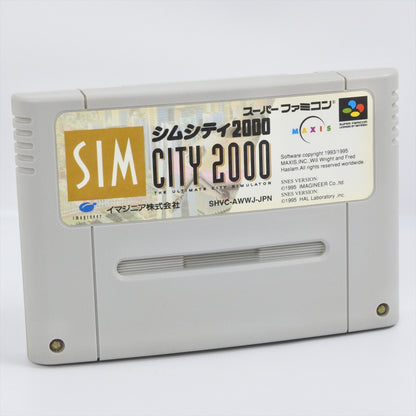 スーパーファミコン
シムシティ2000
SIM
CITY 2000
THE ULTIMATE CITY SIMULATOR
SHVC-AWWJ-JPN
imagineer
イマジニア株式会社
MAXIS
SUPER FAMICOM
Software copyright 1993/1995
MAXIS,INC., Will Wright and Fred
Haslam.All rights reserved worldwide.
SNES VERSION:
©1995 IMAGINEER Co.,ltd
SNES VERSION
©1995 HAL Laboratory, Inc.